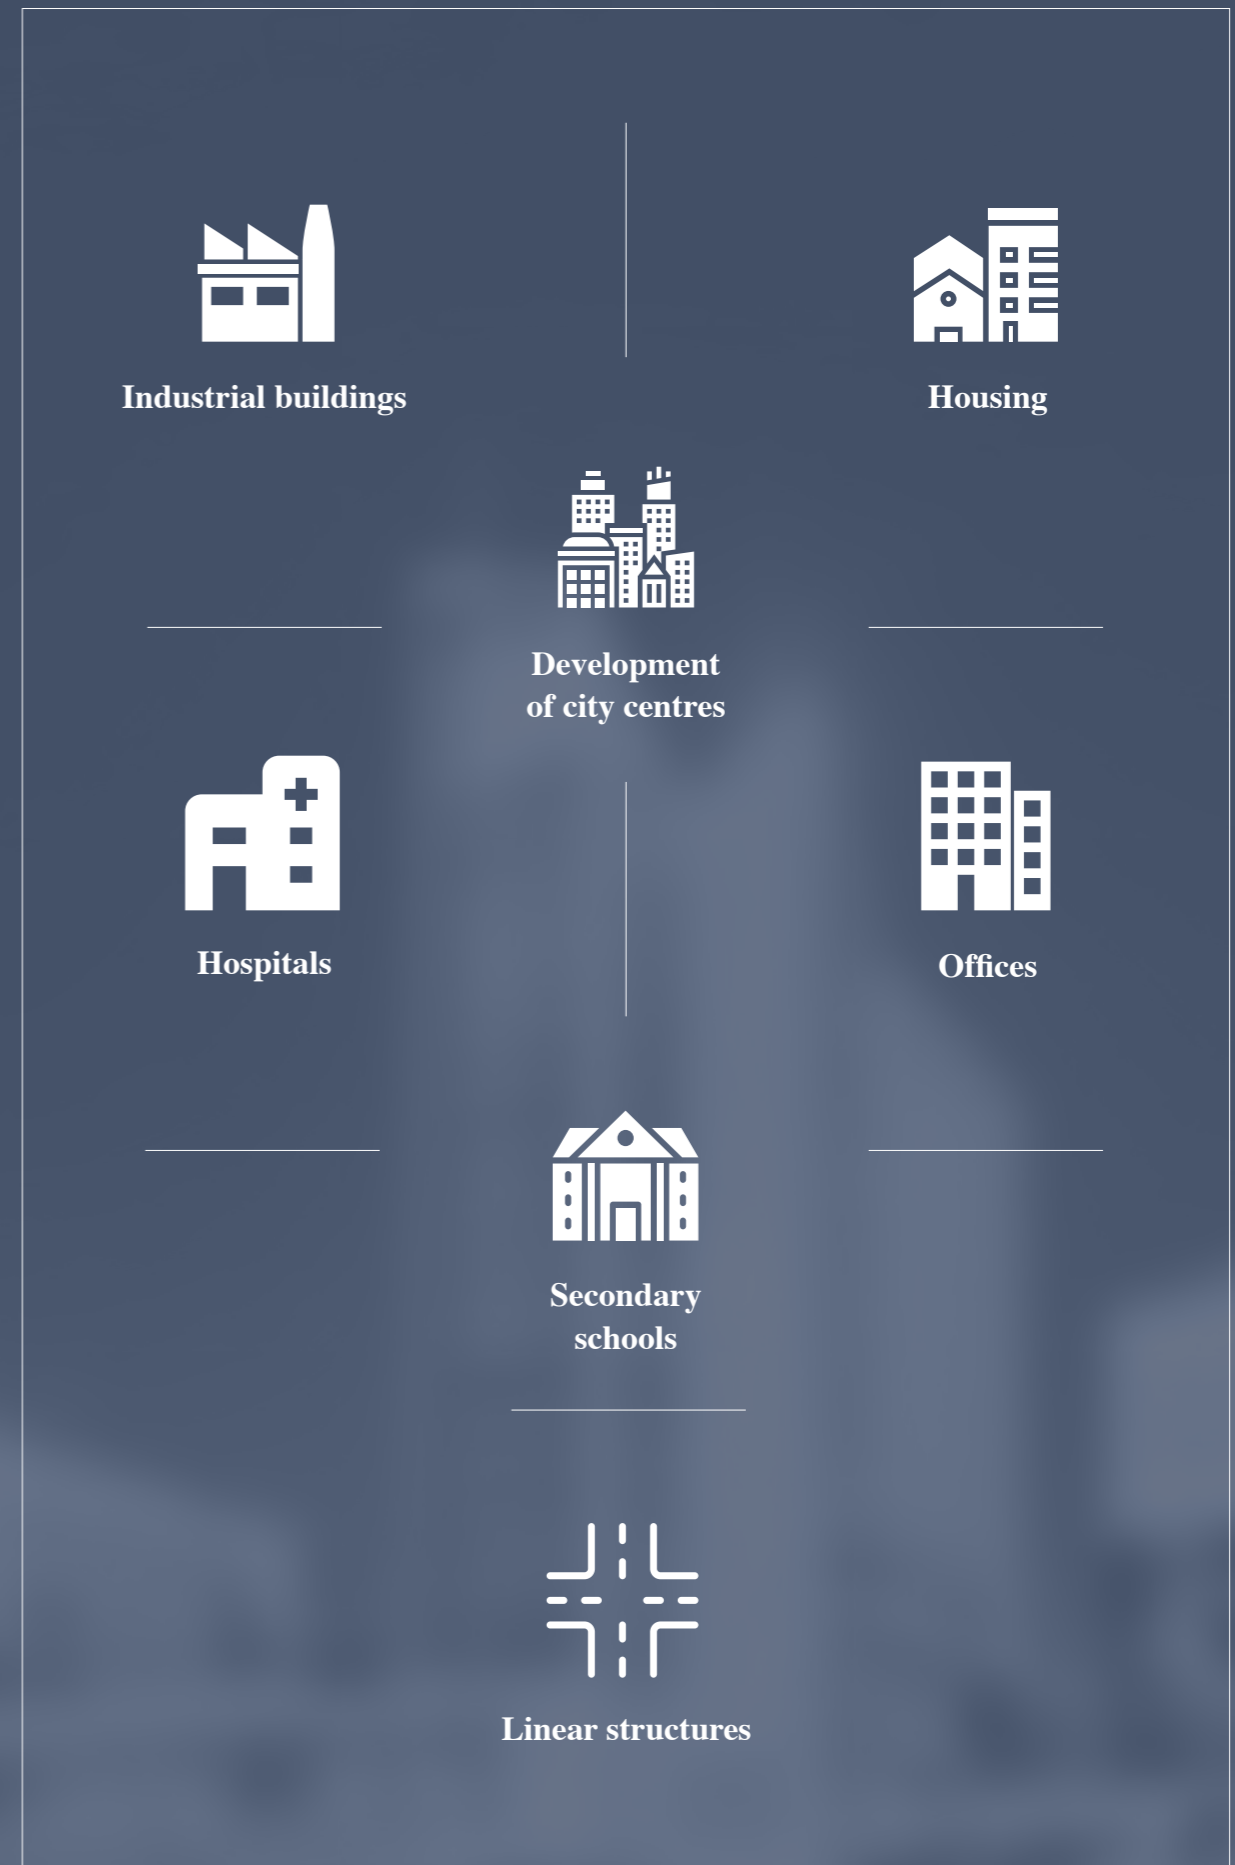 Industrial buildings
Housing
Development
of city centres
Hospitals
Offices
Secondary
schools
Linear structures